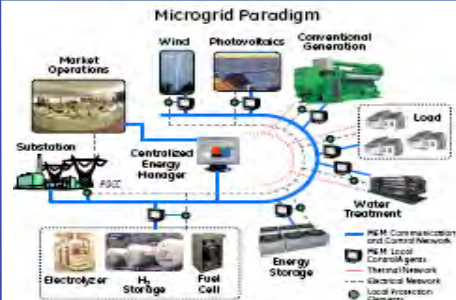 Microgrid Paradigm
Wind
Photovoltaics
Conventional
Generation
Market
Operations
Load
Substation
Centralized
Energy
Manager
Water
Treatment
Electrolyzer
H₂
Storage
Fuel
Cell
Energy
Storage
MEM Communication
and Control Network
MEM Local
Control Agents
Thermal Network
Electrical Network
Local Protection